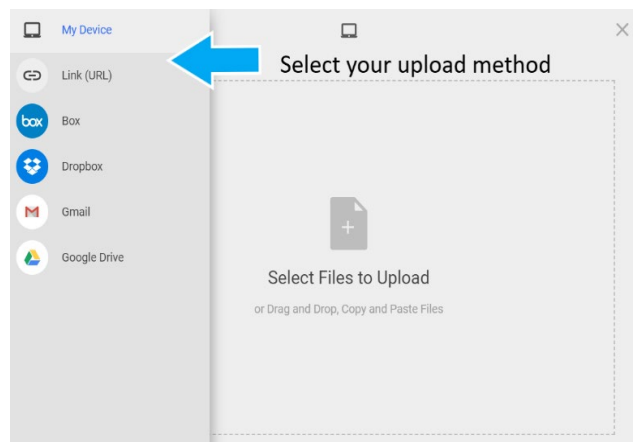 My Device
Select your upload method
Link (URL)
box
Box
Dropbox
Gmail
Google Drive
Select Files to Upload
or Drag and Drop, Copy and Paste Files